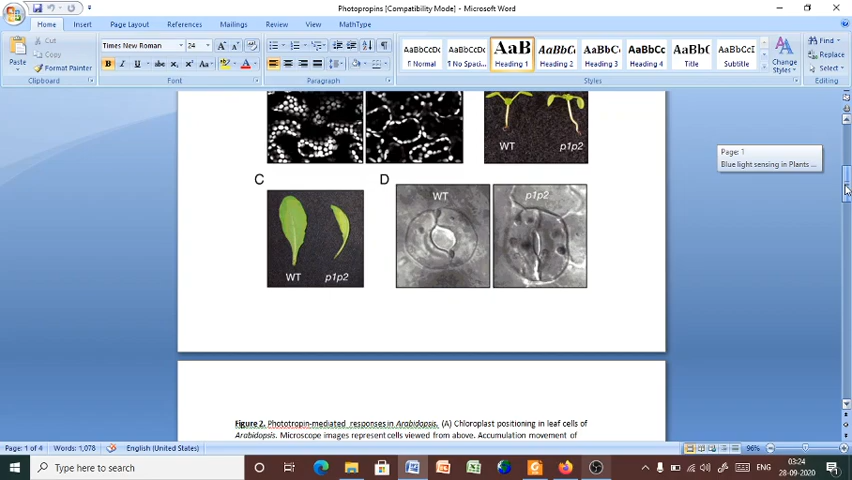 Photopropins [Compatibility Mode] - Microsoft Word
Home Insert Page Layout References Mailings Review View MathType
Paste
Cut
Copy
Format Painter
Clipboard
Times New Roman 24
Font
Paragraph
AaBbCcDc AaBbCcDc AaB AaBbCc AaBbCc AaBbCc AaBbC AaBbCcI
¶ Normal ¶ No Spaci... Heading 1 Heading 2 Heading 3 Heading 4 Title Subtitle
Change Styles
Styles
Find
Replace
Select
Editing
Page: 1
Blue light sensing in Plants ...
WT p1p2
C
WT p1p2
D
WT p1p2
Figure 2. Phototropin-mediated responses in Arabidopsis. (A) Chloroplast positioning in leaf cells of
Arabidopsis. Microscope images represent cells viewed from above. Accumulation movement of
Page: 1 of 4 Words: 1,078 English (United States) 96%
Type here to search
ENG
03:24
28-09-2020